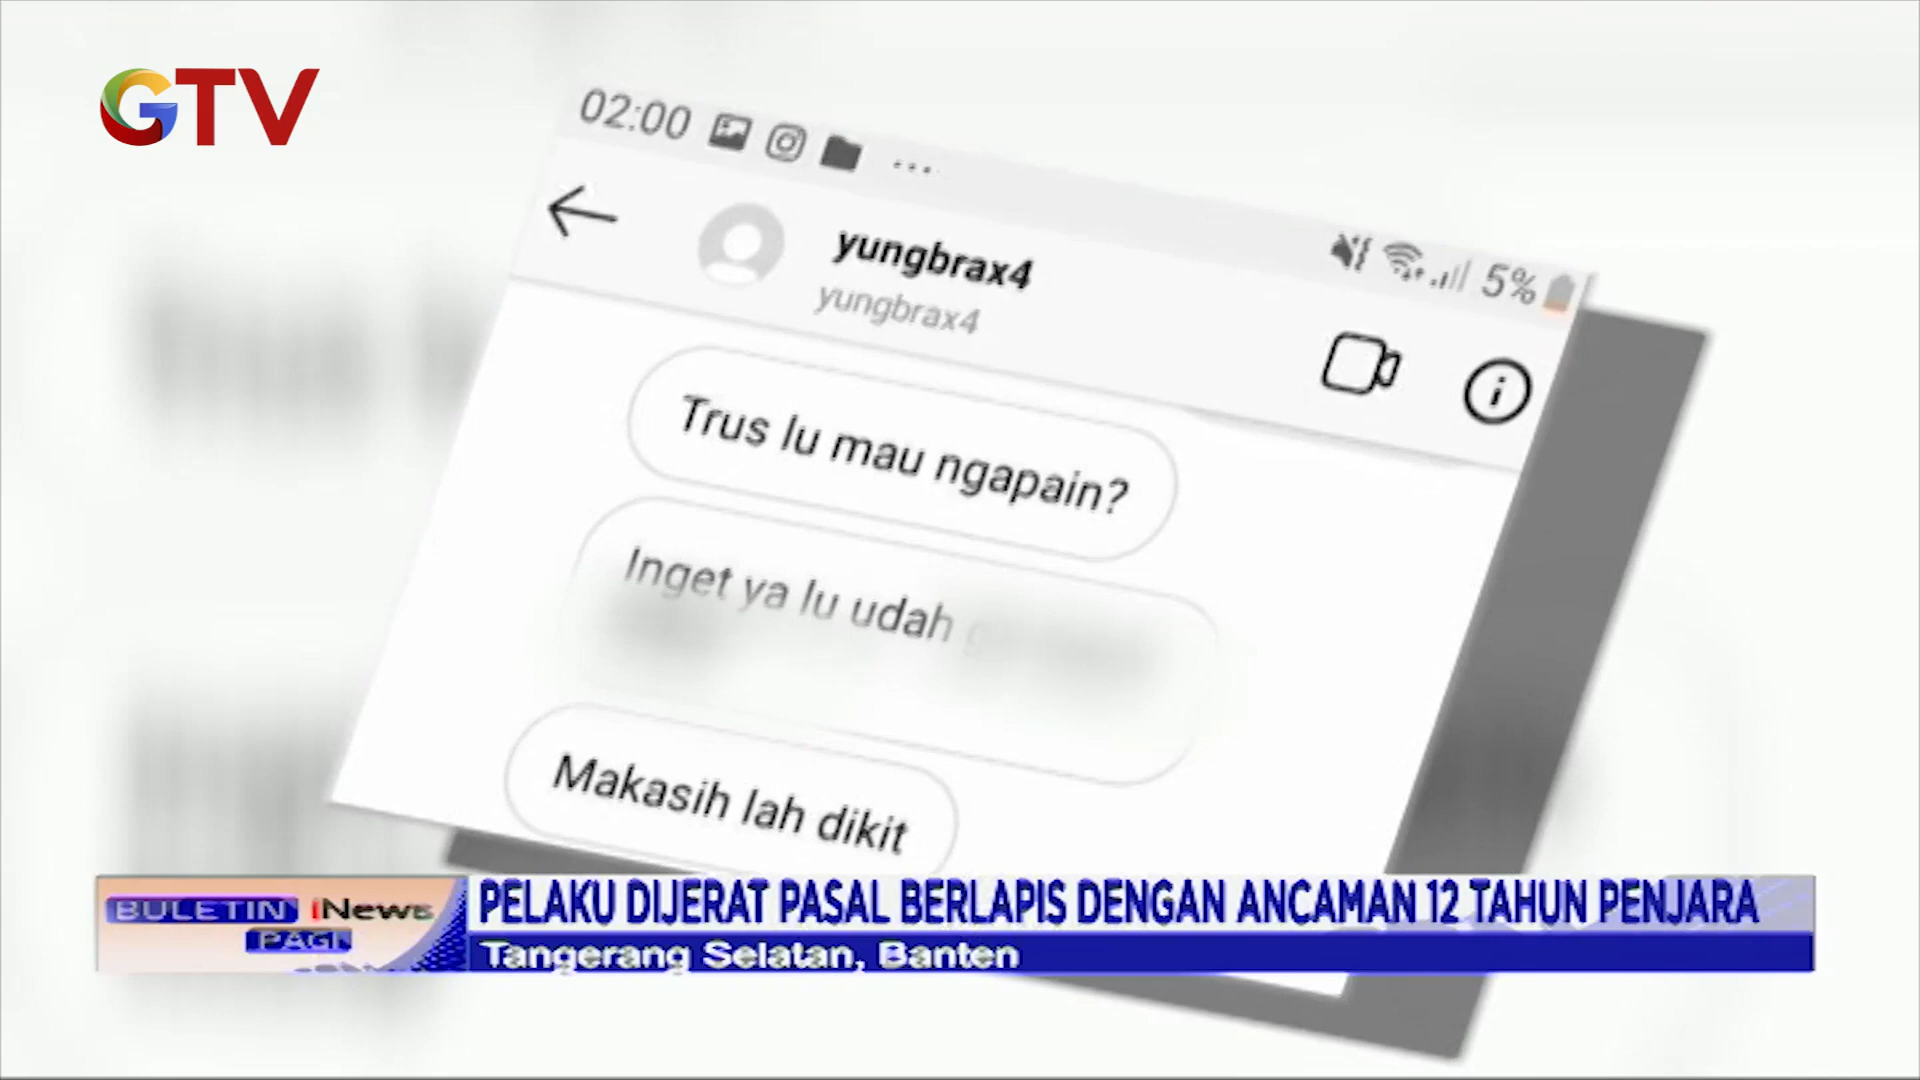 GTV
02:00
5%
yungbrax4
yungbrax4
Trus lu mau ngapain?
Inget ya lu udah
Makasih lah dikit
BULETIN iNews
PAGI
PELAKU DIJERAT PASAL BERLAPIS DENGAN ANCAMAN 12 TAHUN PENJARA
Tangerang Selatan, Banten